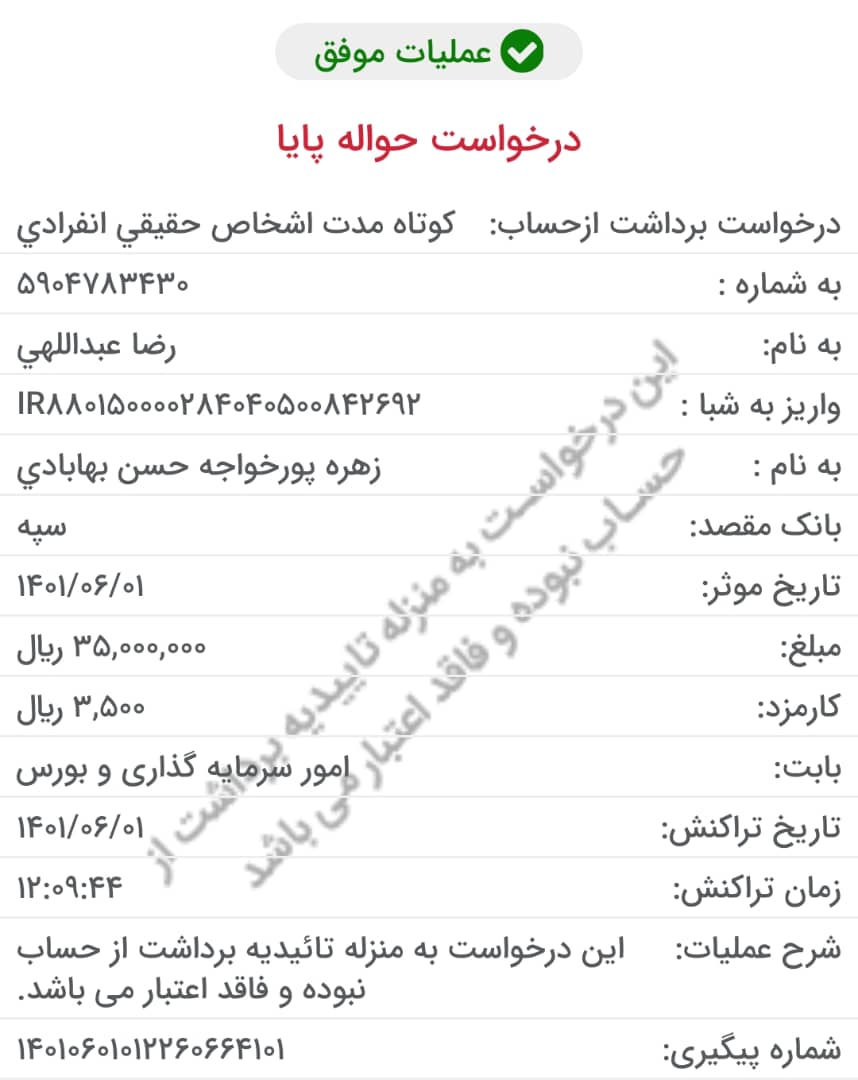 عملیات موفق
درخواست حواله پایا
درخواست برداشت ازحساب: کوتاه مدت اشخاص حقيقي انفرادي
به شماره : ۵۹۰۴۷۸۳۴۳۰
به نام: رضا عبداللهي
واریز به شبا : IR۸۸۰۱۵۰۰۰۰۰۲۸۴۰۴۰۵۰۰۸۴۲۶۹۲
به نام : زهره پورخواجه حسن بهابادي
بانک مقصد: سپه
تاریخ موثر: ۱۴۰۱/۰۶/۰۱
مبلغ: ۳۵,۰۰۰,۰۰۰ ریال
کارمزد: ۳,۵۰۰ ریال
بابت: امور سرمایه گذاری و بورس
تاریخ تراکنش: ۱۴۰۱/۰۶/۰۱
زمان تراکنش: ۱۲:۰۹:۴۴
شرح عملیات: این درخواست به منزله تائیدیه برداشت از حساب
نبوده و فاقد اعتبار می باشد.
شماره پیگیری: ۱۴۰۱۰۶۰۱۰۱۲۲۶۰۶۶۴۱۰۱
این درخواست به منزله تاییدیه برداشت از
حساب نبوده و فاقد اعتبار می باشد